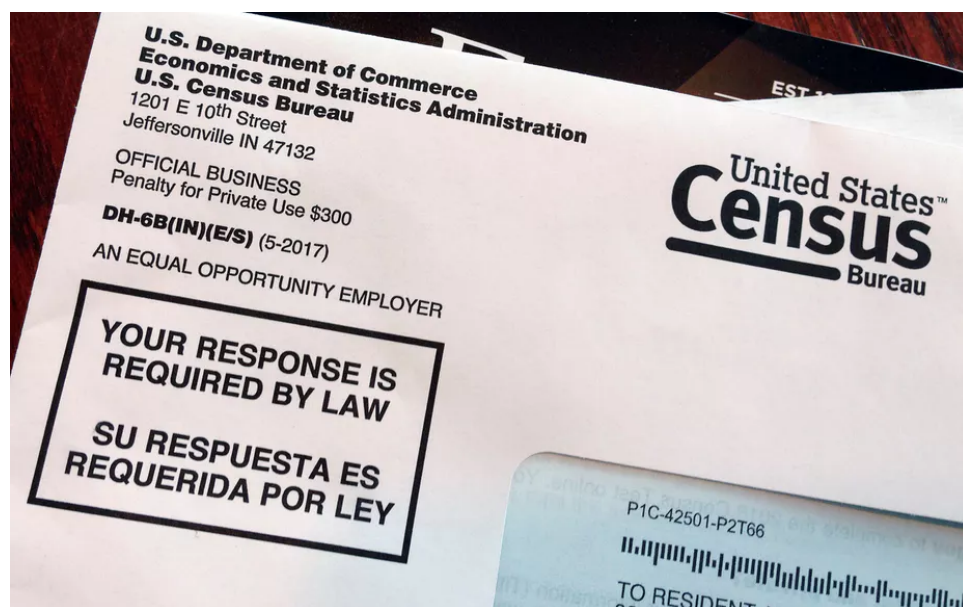 U.S. Department of Commerce
Economics and Statistics Administration
U.S. Census Bureau
1201 E 10th Street
Jeffersonville IN 47132
OFFICIAL BUSINESS
Penalty for Private Use $300
DH-6B(IN)(E/S) (5-2017)
AN EQUAL OPPORTUNITY EMPLOYER
YOUR RESPONSE IS
REQUIRED BY LAW
SU RESPUESTA ES
REQUERIDA POR LEY
EST
United States™
Census
Bureau
P1C-42501-P2T66
TO RESIDENT